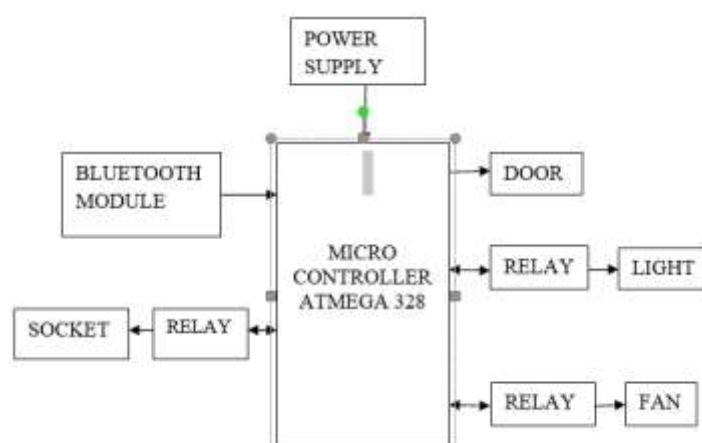 POWER
SUPPLY
BLUETOOTH
MODULE
DOOR
MICRO
CONTROLLER
ATMEGA 328
RELAY
LIGHT
SOCKET
RELAY
RELAY
FAN